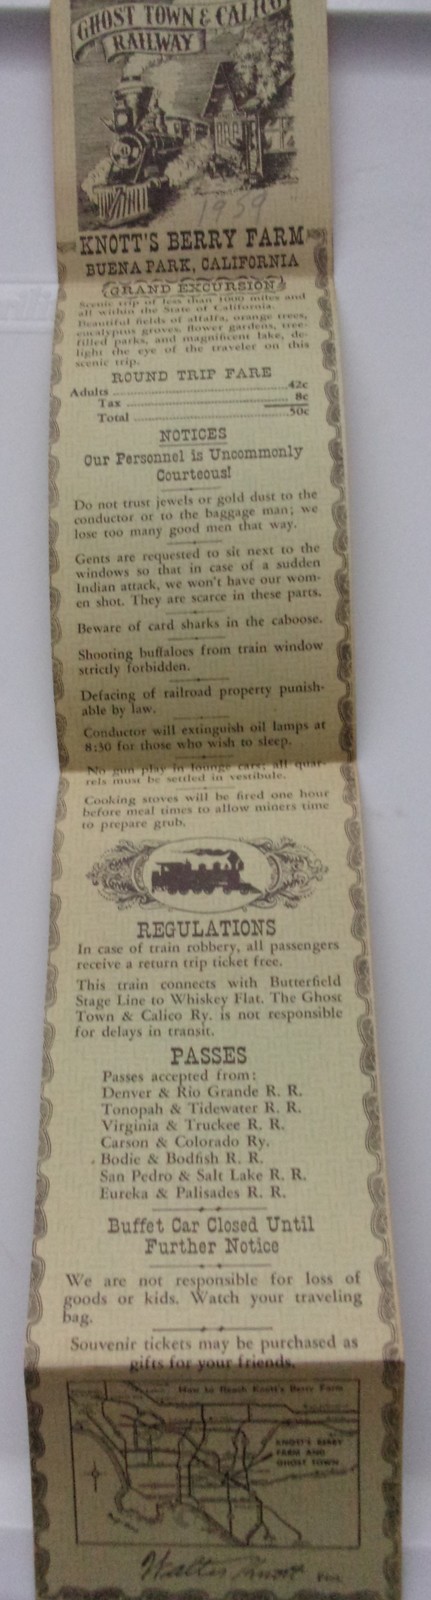 GHOST TOWN & CALICO
RAILWAY
1959
KNOTT'S BERRY FARM
BUENA PARK, CALIFORNIA
GRAND EXCURSION
Scenic trip of less than 1000 miles and
all within the State of California.
Beautiful fields of alfalfa, orange trees,
eucalyptus groves, flower gardens, tree-
filled parks, and magnificent lake, de-
light the eye of the traveler on this
scenic trip.
ROUND TRIP FARE
Adults .42c
Tax 8c
Total .50c
NOTICES
Our Personnel is Uncommonly
Courteous!
Do not trust jewels or gold dust to the
conductor or to the baggage man; we
lose too many good men that way.
Gents are requested to sit next to the
windows so that in case of a sudden
Indian attack, we won't have our wom-
en shot. They are scarce in these parts.
Beware of card sharks in the caboose.
Shooting buffaloes from train window
strictly forbidden.
Defacing of railroad property punish-
able by law.
Conductor will extinguish oil lamps at
8:30 for those who wish to sleep.
No gun play in lounge cars; all quar-
rels must be settled in vestibule.
Cooking stoves will be fired one hour
before meal times to allow miners time
to prepare grub.
REGULATIONS
In case of train robbery, all passengers
receive a return trip ticket free.
This train connects with Butterfield
Stage Line to Whiskey Flat. The Ghost
Town & Calico Ry. is not responsible
for delays in transit.
PASSES
Passes accepted from:
Denver & Rio Grande R. R.
Tonopah & Tidewater R. R.
Virginia & Truckee R. R.
Carson & Colorado Ry.
Bodie & Bodfish R. R.
San Pedro & Salt Lake R. R.
Eureka & Palisades R. R.
Buffet Car Closed Until
Further Notice
We are not responsible for loss of
goods or kids. Watch your traveling
bag.
Souvenir tickets may be purchased as
gifts for your friends.
How to Reach Knott's Berry Farm
KNOTT'S BERRY
FARM AND
GHOST TOWN
Walter Knott